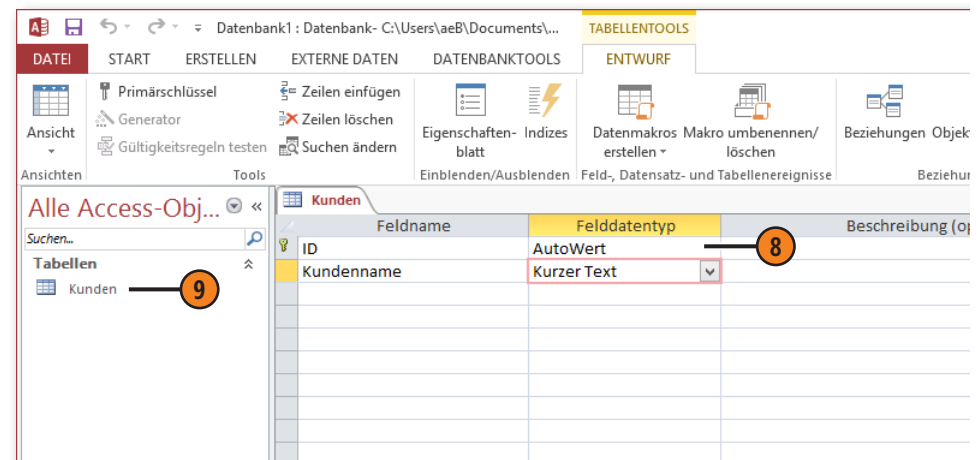 Datenbank1 : Datenbank- C:\Users\aeB\Documents\... TABELLENTOOLS
DATEI START ERSTELLEN EXTERNE DATEN DATENBANKTOOLS ENTWURF
Ansicht
Primärschlüssel
Generator
Gültigkeitsregeln testen
Zeilen einfügen
Zeilen löschen
Suchen ändern
Eigenschaften-
blatt
Indizes
Datenmakros
erstellen
Makro umbenennen/
löschen
Beziehungen Objek
Ansichten Tools Einblenden/Ausblenden Feld-, Datensatz- und Tabellenereignisse Beziehun
Alle Access-Obj... «
Suchen...
Tabellen
Kunden 9
Kunden
Feldname Felddatentyp Beschreibung (op
ID AutoWert 8
Kundenname Kurzer Text